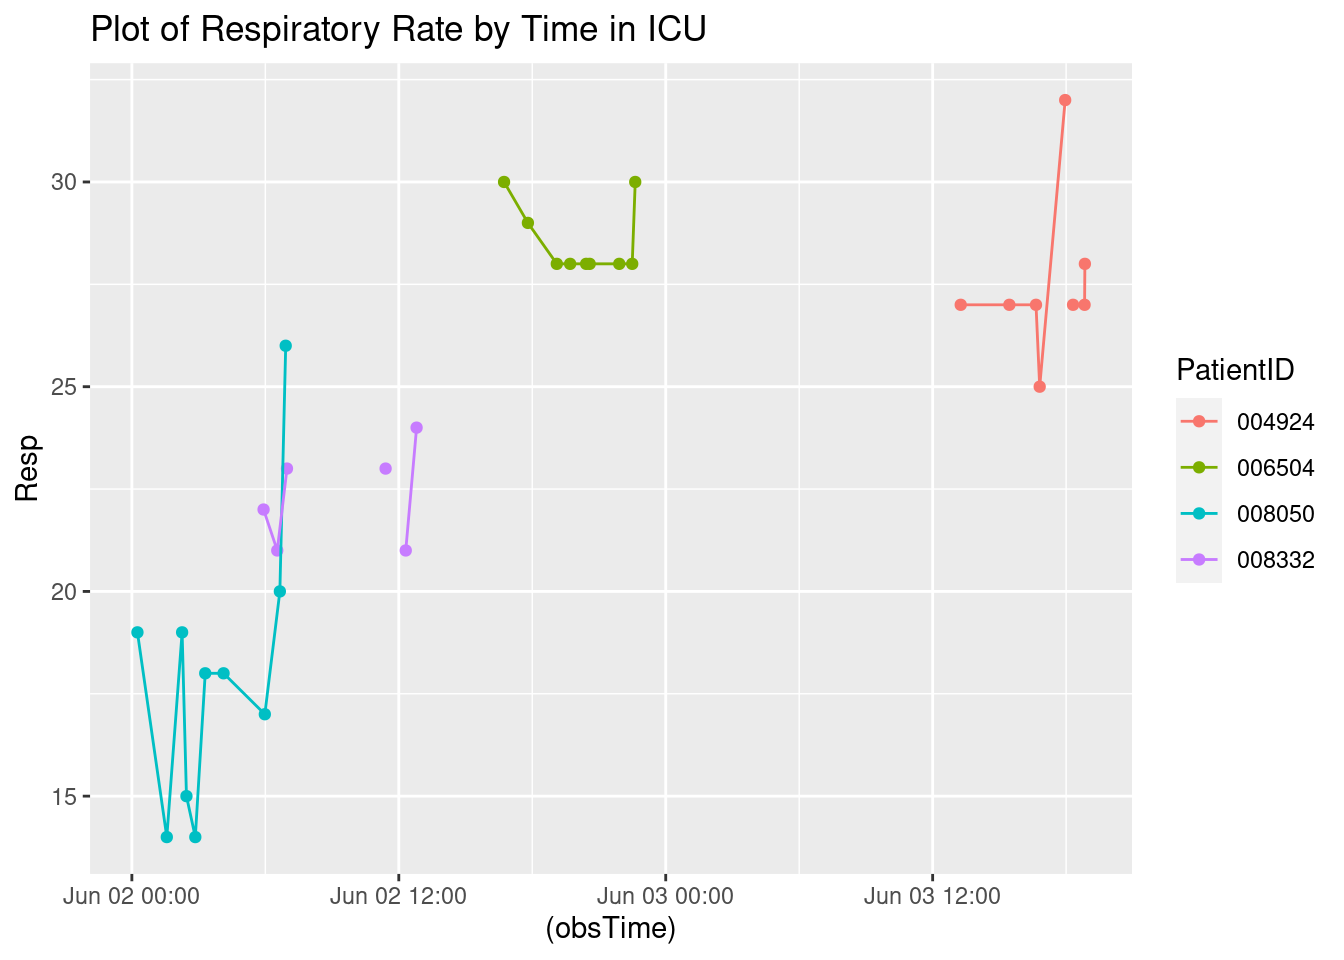 Plot of Respiratory Rate by Time in ICU
Resp
30
25
20
15
Jun 02 00:00
Jun 02 12:00
Jun 03 00:00
Jun 03 12:00
(obsTime)
PatientID
004924
006504
008050
008332